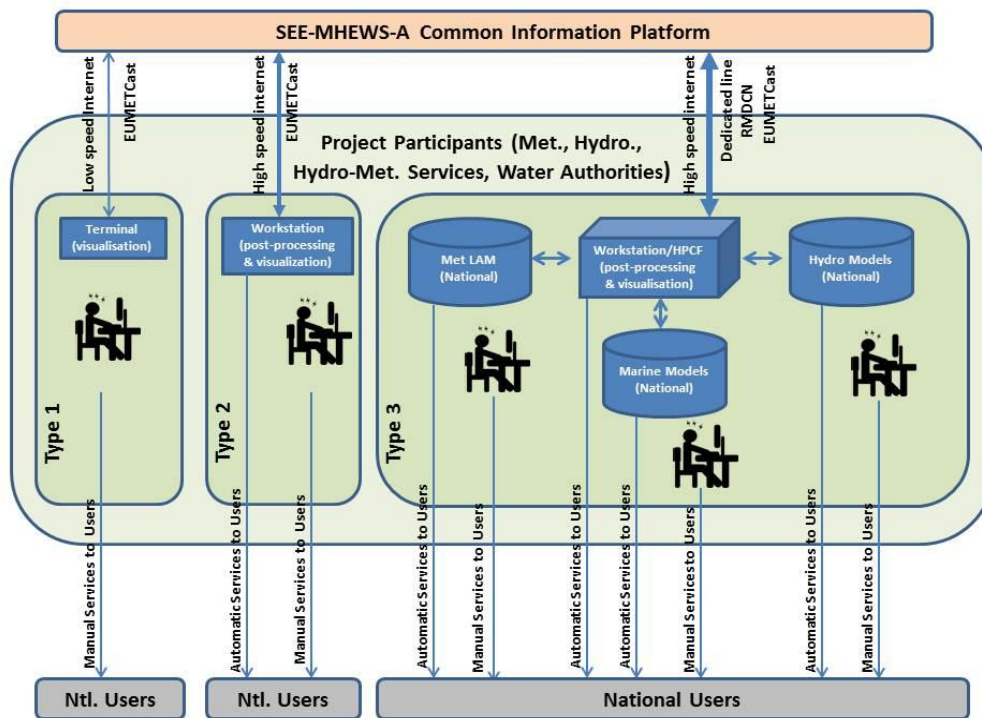 SEE-MHEWS-A Common Information Platform
Low speed Internet
EUMETCast
High speed internet
EUMETCast
High speed internet
Dedicated line
RMDCN
EUMETCast
Project Participants (Met., Hydro.,
Hydro-Met. Services, Water Authorities)
Type 1
Terminal
(visualisation)
Type 2
Workstation
(post-processing
& visualization)
Type 3
Met LAM
(National)
Workstation/HPCF
(post-processing
& visualisation)
Hydro Models
(National)
Marine Models
(National)
Manual Services to Users
Automatic Services to Users
Manual Services to Users
Automatic Services to Users
Manual Services to Users
Automatic Services to Users
Automatic Services to Users
Manual Services to Users
Automatic Services to Users
Manual Services to Users
Ntl. Users
Ntl. Users
National Users